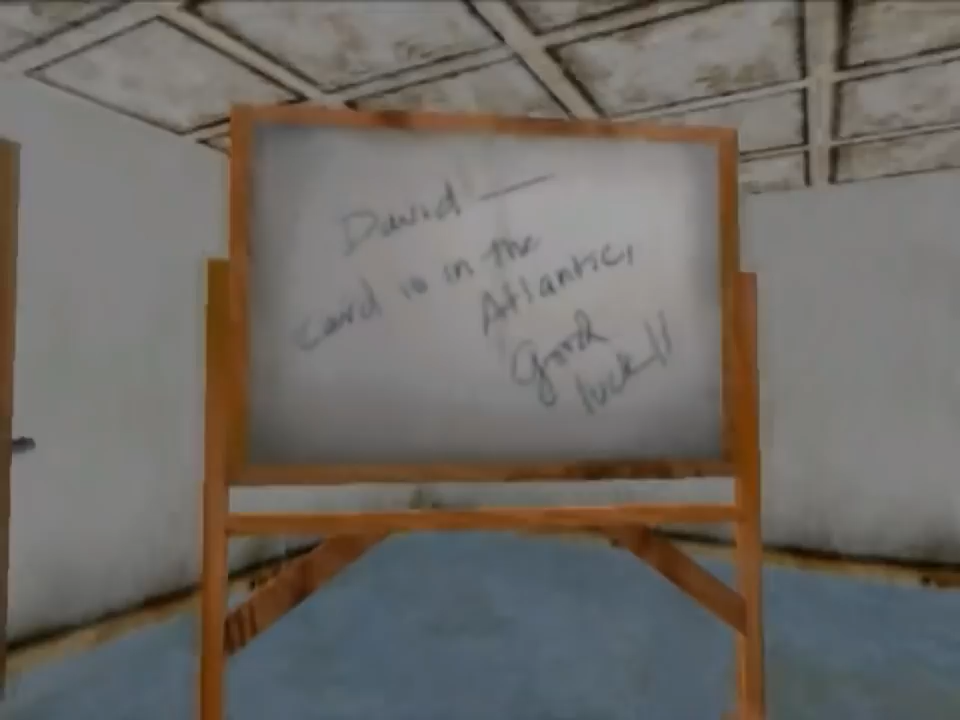 David —
card is in the
Atlantic,
Good
luck!!